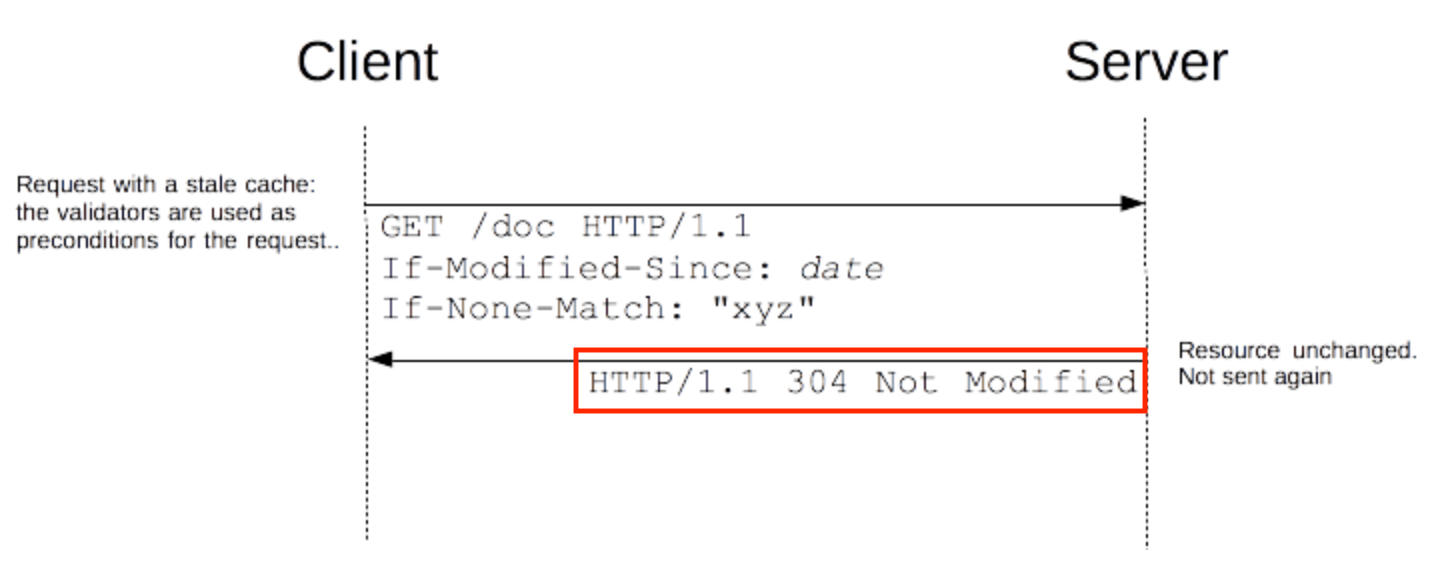 Client
Server
Request with a stale cache:
the validators are used as
preconditions for the request..
GET /doc HTTP/1.1
If-Modified-Since: date
If-None-Match: "xyz"
HTTP/1.1 304 Not Modified
Resource unchanged.
Not sent again